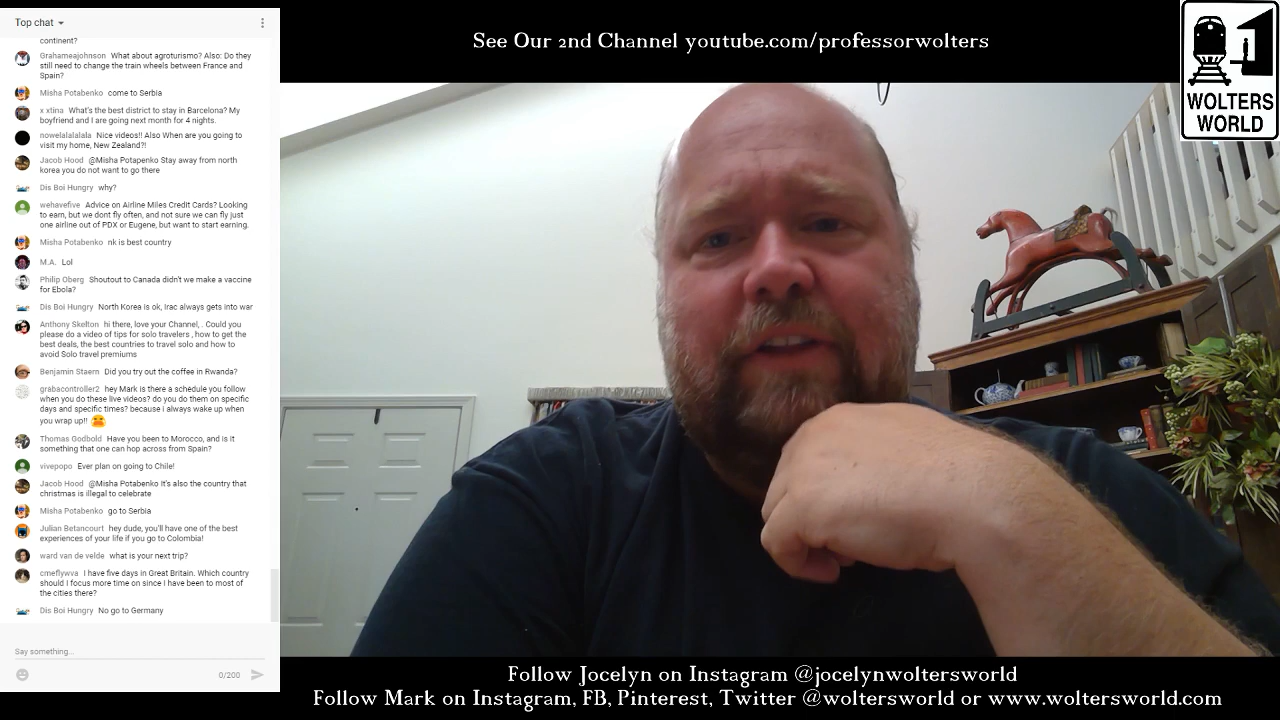 Top chat
continent?
Grahameajohnson What about agroturismo? Also: Do they
still need to change the train wheels between France and
Spain?
Misha Potabenko come to Serbia
x xtina What's the best district to stay in Barcelona? My
boyfriend and I are going next month for 4 nights.
nowelalalalala Nice videos!! Also When are you going to
visit my home, New Zealand?!
Jacob Hood @Misha Potapenko Stay away from north
korea you do not want to go there
Dis Boi Hungry why?
wehavefive Advice on Airline Miles Credit Cards? Looking
to earn, but we dont fly often, and not sure we can fly just
one airline out of PDX or Eugene, but want to start earning.
Misha Potabenko nk is best country
M.A. Lol
Philip Oberg Shoutout to Canada didn't we make a vaccine
for Ebola?
Dis Boi Hungry North Korea is ok, Irac always gets into war
Anthony Skelton hi there, love your Channel, . Could you
please do a video of tips for solo travelers , how to get the
best deals, the best countries to travel solo and how to
avoid Solo travel premiums
Benjamin Staern Did you try out the coffee in Rwanda?
grabacontroller2 hey Mark is there a schedule you follow
when you do these live videos? do you do them on specific
days and specific times? because i always wake up when
you wrap up!!
Thomas Godbold Have you been to Morocco, and is it
something that one can hop across from Spain?
vivepopo Ever plan on going to Chile!
Jacob Hood @Misha Potabenko It's also the country that
christmas is illegal to celebrate
Misha Potabenko go to Serbia
Julian Betancourt hey dude, you'll have one of the best
experiences of your life if you go to Colombia!
ward van de velde what is your next trip?
cmeflywva I have five days in Great Britain. Which country
should I focus more time on since I have been to most of
the cities there?
Dis Boi Hungry No go to Germany
Say something...
0/200
See Our 2nd Channel youtube.com/professorwolters
WOLTERS
WORLD
Follow Jocelyn on Instagram @jocelynwoltersworld
Follow Mark on Instagram, FB, Pinterest, Twitter @woltersworld or www.woltersworld.com